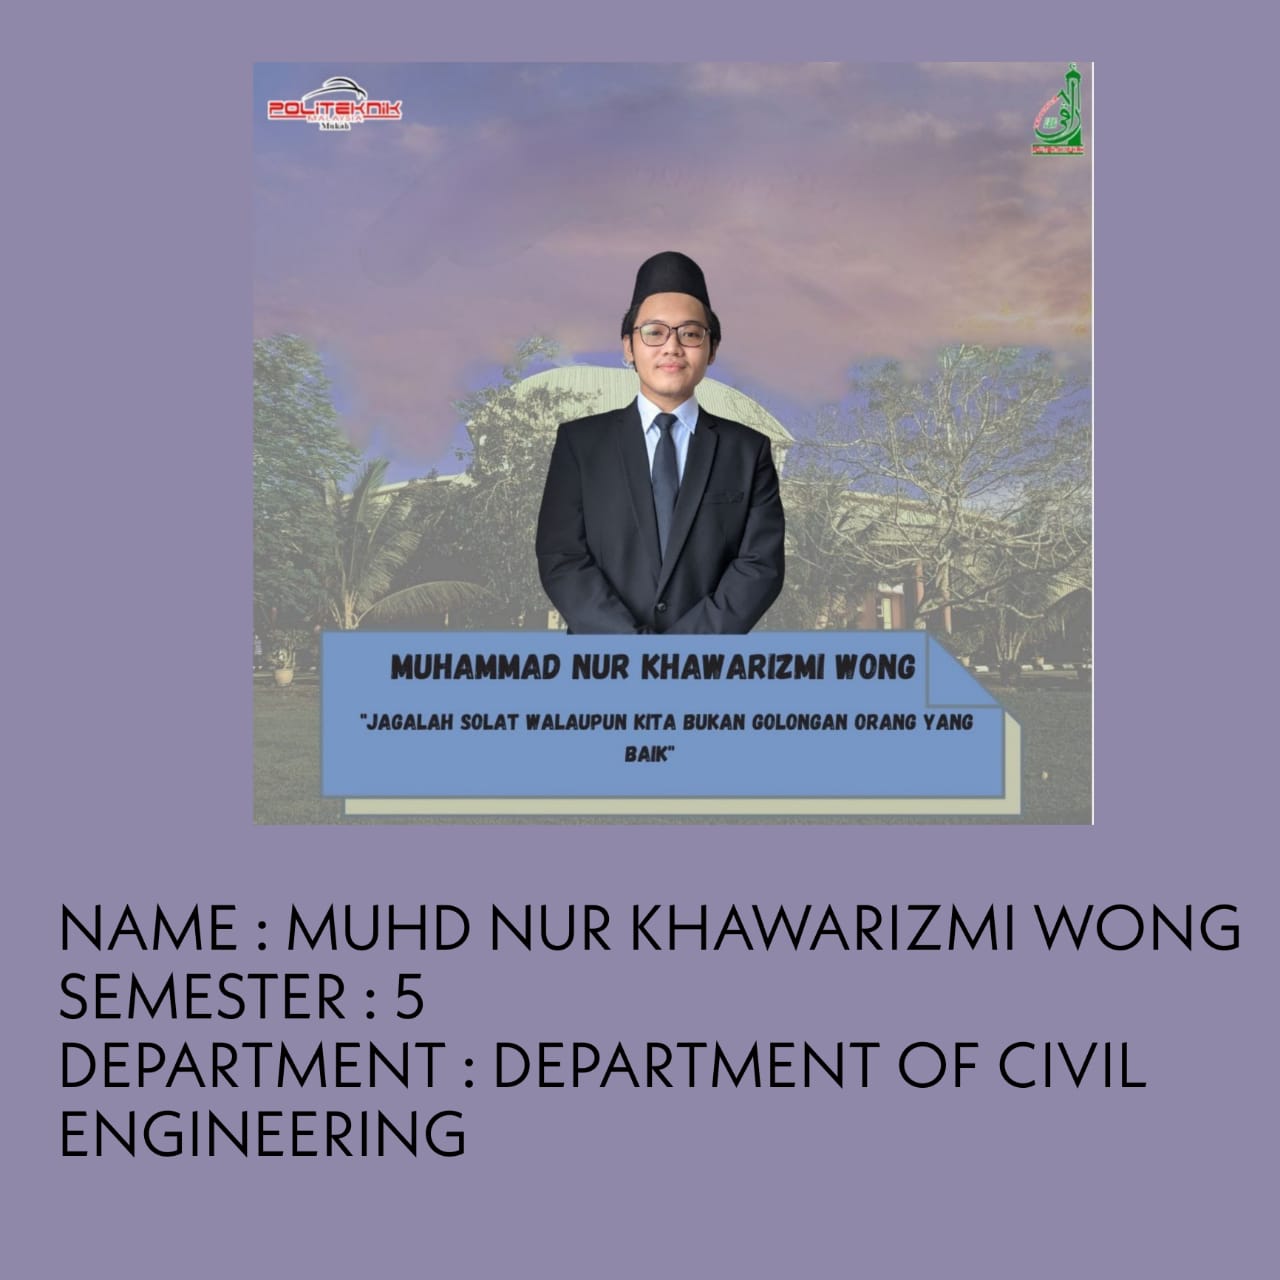 POLITEKNIK
MALAYSIA
Mukah
MUHAMMAD NUR KHAWARIZMI WONG
"JAGALAH SOLAT WALAUPUN KITA BUKAN GOLONGAN ORANG YANG
BAIK"
NAME : MUHD NUR KHAWARIZMI WONG
SEMESTER : 5
DEPARTMENT : DEPARTMENT OF CIVIL
ENGINEERING